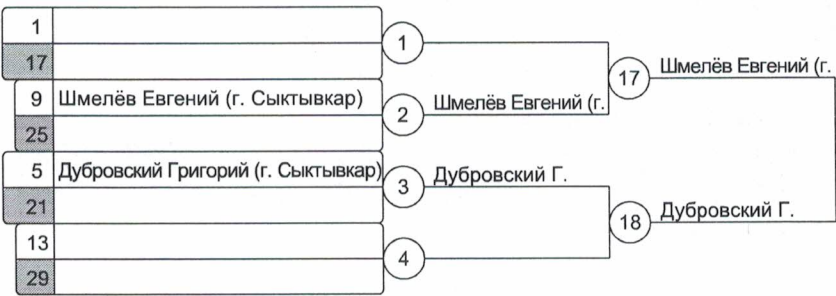 1
17
1
9 Шмелёв Евгений (г. Сыктывкар)
25
2 Шмелёв Евгений (г.
17 Шмелёв Евгений (г.
5 Дубровский Григорий (г. Сыктывкар)
21
3 Дубровский Г.
18 Дубровский Г.
13
29
4